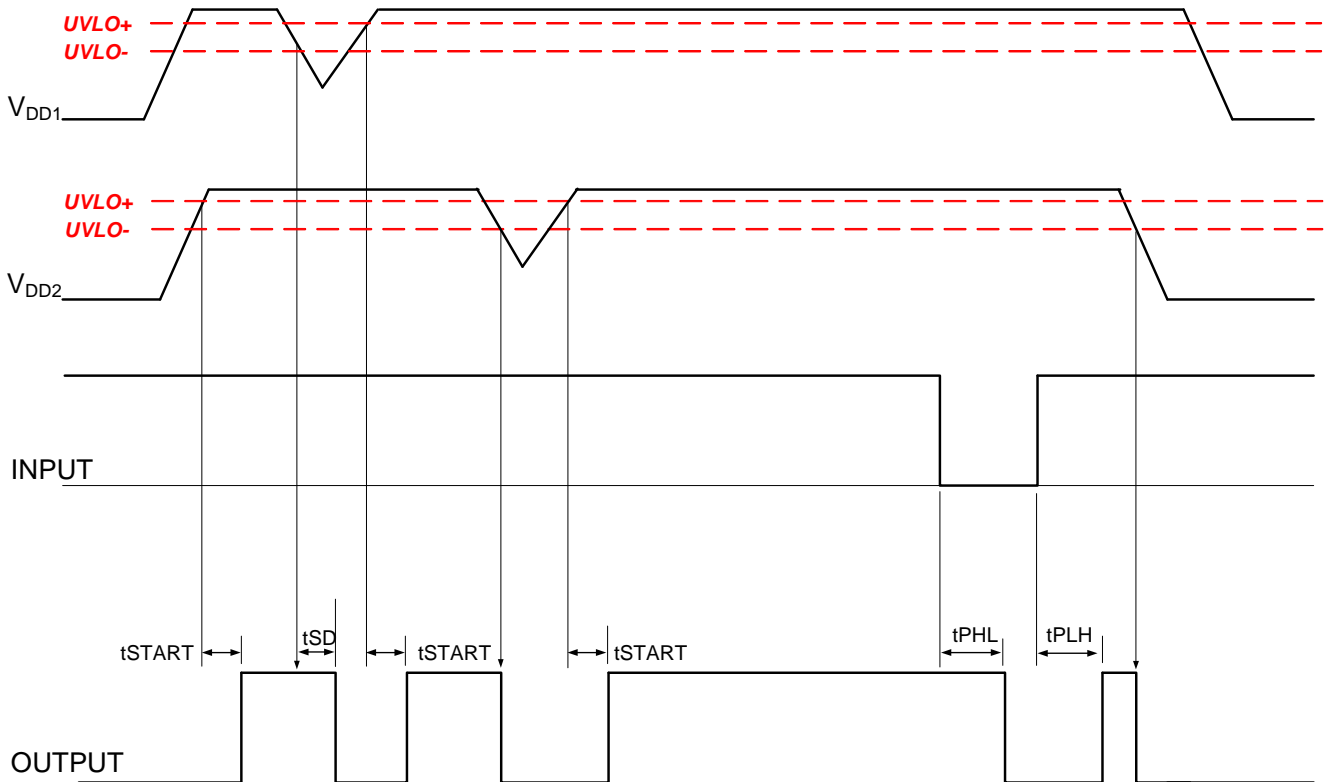 UVLO+
UVLO-
VDD1
UVLO+
UVLO-
VDD2
INPUT
tSTART
tSD
tSTART
tSTART
tPHL
tPLH
OUTPUT